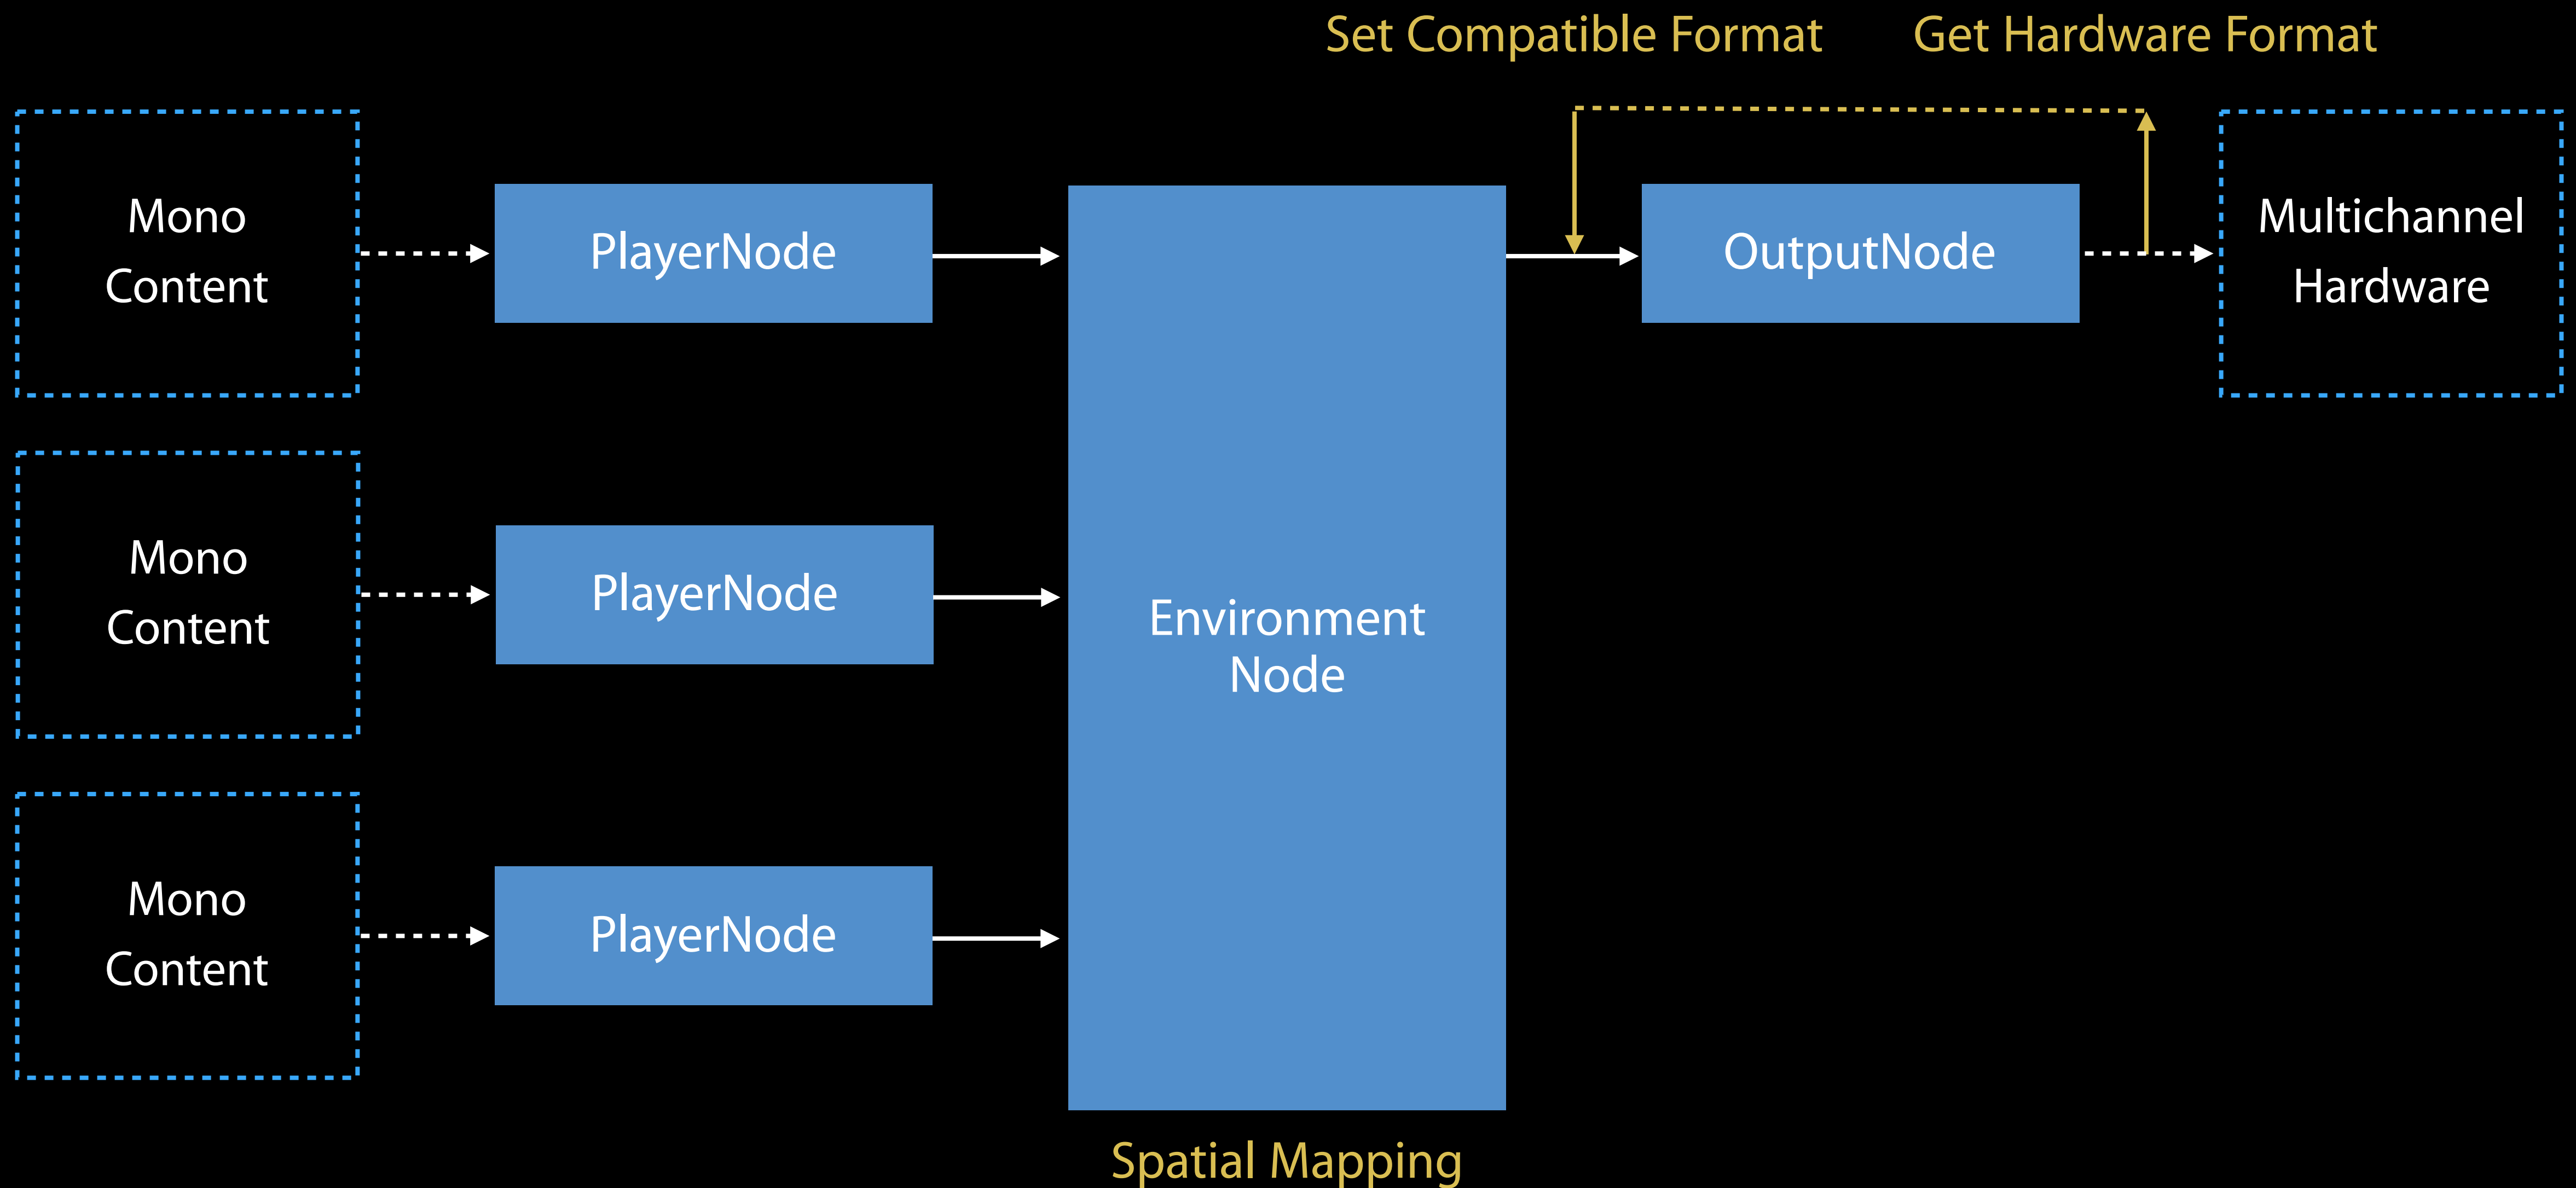 Set Compatible Format
Get Hardware Format
Mono
Content
PlayerNode
OutputNode
Multichannel
Hardware
Mono
Content
PlayerNode
Environment
Node
Mono
Content
PlayerNode
Spatial Mapping